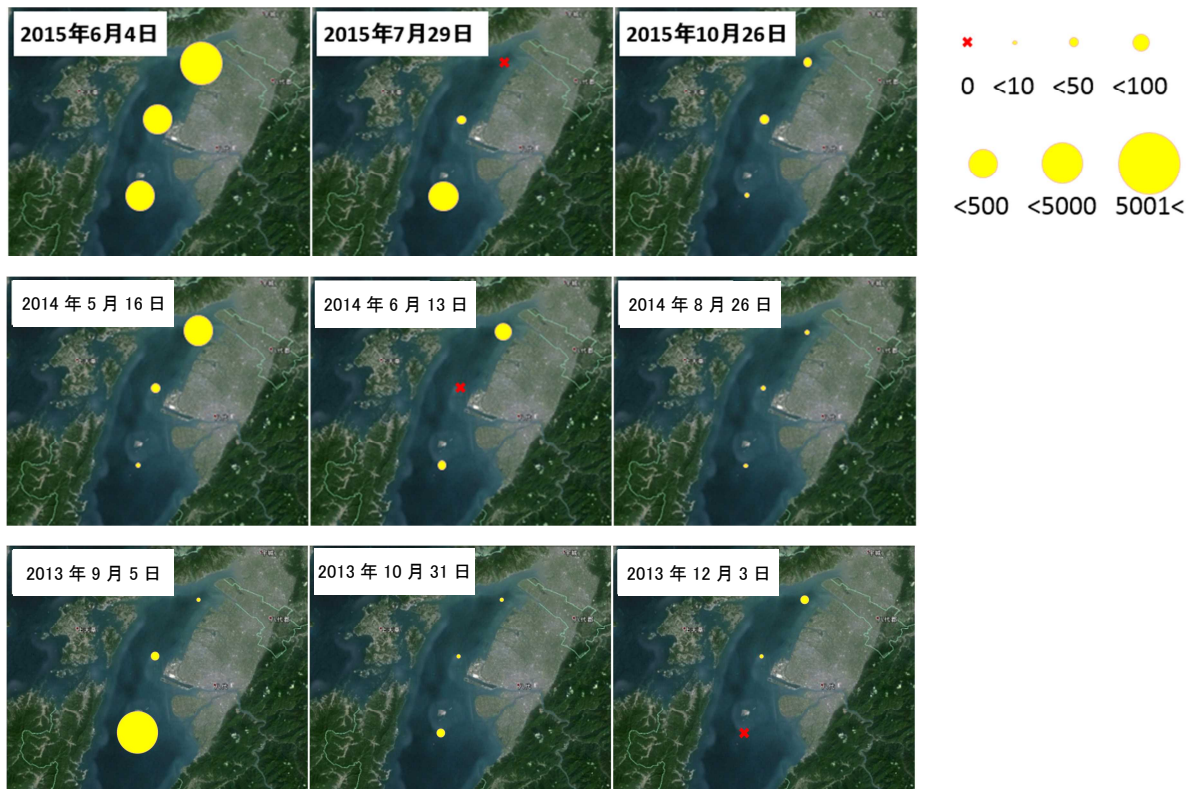 2015年6月4日
2015年7月29日
2015年10月26日
0 <10 <50 <100
<500 <5000 5001<
2014 年 5 月 16 日
2014 年 6 月 13 日
2014 年 8 月 26 日
2013 年 9 月 5 日
2013 年 10 月 31 日
2013 年 12 月 3 日